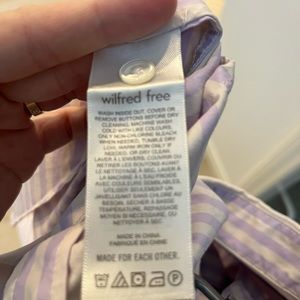 wilfred free
WASH INSIDE OUT, COVER OR
REMOVE BUTTONS BEFORE DRY
CLEANING, MACHINE WASH
COLD WITH LIKE COLOURS,
ONLY NON-CHLORINE BLEACH
WHEN NEEDED, TUMBLE DRY
LOW, WARM IRON ONLY IF
NEEDED, OR DRY CLEAN.
LAVER À L'ENVERS, COUVRIR OU
RETIRER LES BOUTONS AVANT
LE NETTOYAGE À SEC, LAVER À
LA MACHINE À L'EAU FROIDE
AVEC COULEURS SEMBLABLES,
UTILISER SEULEMENT UN
JAVELLISANT SANS CHLORE AU
BESOIN, SÉCHER À BASSE
TEMPÉRATURE, REPASSAGE
MOYEN SI NÉCESSAIRE, OU
NETTOYAGE À SEC.
MADE IN CHINA
FABRIQUÉ EN CHINE
MADE FOR EACH OTHER.